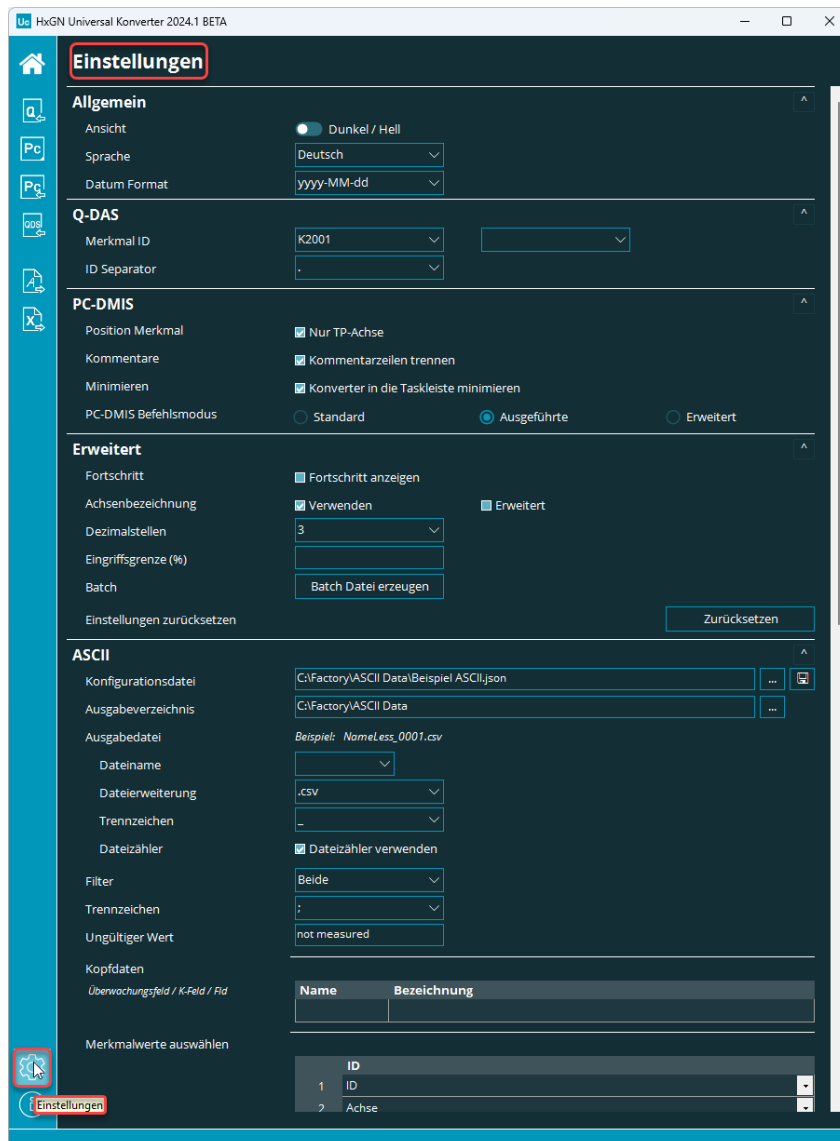 Uc HxGN Universal Konverter 2024.1 BETA
Einstellungen
Allgemein
Ansicht Dunkel / Hell
Sprache Deutsch
Datum Format yyyy-MM-dd
Q-DAS
Merkmal ID K2001
ID Separator .
PC-DMIS
Position Merkmal Nur TP-Achse
Kommentare Kommentarzeilen trennen
Minimieren Konverter in die Taskleiste minimieren
PC-DMIS Befehlsmodus Standard Ausgeführte Erweitert
Erweitert
Fortschritt Fortschritt anzeigen
Achsenbezeichnung Verwenden Erweitert
Dezimalstellen 3
Eingriffsgrenze (%)
Batch Batch Datei erzeugen
Einstellungen zurücksetzen Zurücksetzen
ASCII
Konfigurationsdatei C:\Factory\ASCII Data\Beispiel ASCII.json ...
Ausgabeverzeichnis C:\Factory\ASCII Data ...
Ausgabedatei Beispiel: NameLess_0001.csv
Dateiname
Dateierweiterung .csv
Trennzeichen _
Dateizähler Dateizähler verwenden
Filter Beide
Trennzeichen ;
Ungültiger Wert not measured
Kopfdaten
Überwachungsfeld / K-Feld / Fld
Name Bezeichnung
Merkmalwerte auswählen
ID
1 ID
2 Achse
Einstellungen
q
Pc
Pc
QDS
A
X